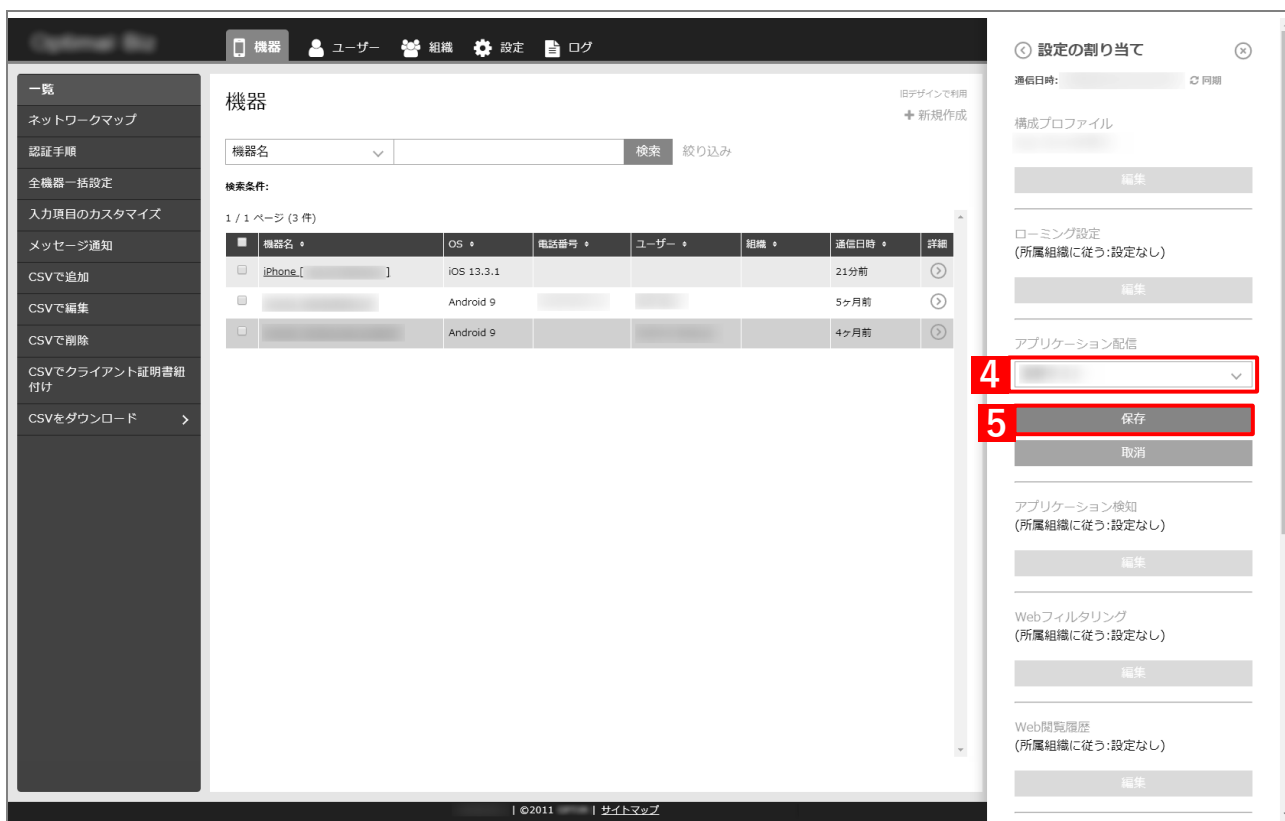 機器
ユーザー
組織
設定
ログ
一覧
ネットワークマップ
認証手順
全機器一括設定
入力項目のカスタマイズ
メッセージ通知
CSVで追加
CSVで編集
CSVで削除
CSVでクライアント証明書組
付け
CSVをダウンロード
機器
旧デザインで利用
新規作成
機器名
検索
絞り込み
検索条件:
1 / 1 ページ (3 件)
機器名 OS 電話番号 ユーザー 組織 通信日時 詳細
iPhone [ ] iOS 13.3.1 21分前
Android 9 5ヶ月前
Android 9 4ヶ月前
| ©2011 | サイトマップ
設定の割り当て
通信日時: 同期
構成プロファイル
編集
ローミング設定
(所属組織に従う:設定なし)
編集
アプリケーション配信
4
5 保存
取消
アプリケーション検知
(所属組織に従う:設定なし)
編集
Webフィルタリング
(所属組織に従う:設定なし)
編集
Web閲覧履歴
(所属組織に従う:設定なし)
編集